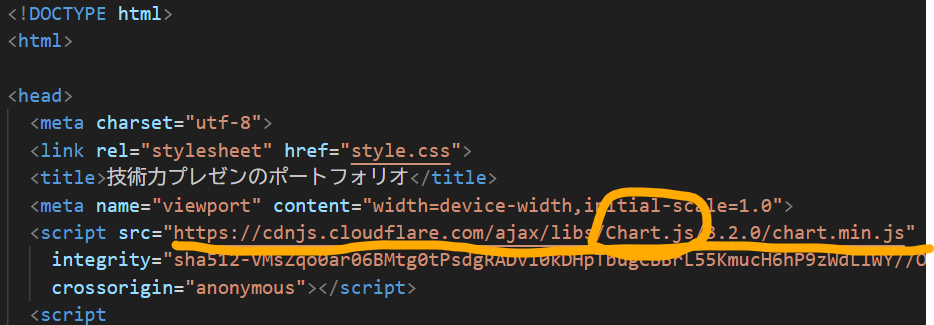 <!DOCTYPE html>
<html>
<head>
<meta charset="utf-8">
<link rel="stylesheet" href="style.css">
<title>技術力プレゼンのポートフォリオ</title>
<meta name="viewport" content="width=device-width,initial-scale=1.0">
<script src="https://cdnjs.cloudflare.com/ajax/libs/Chart.js/3.2.0/chart.min.js"
integrity="
crossorigin="anonymous"></script>
<script